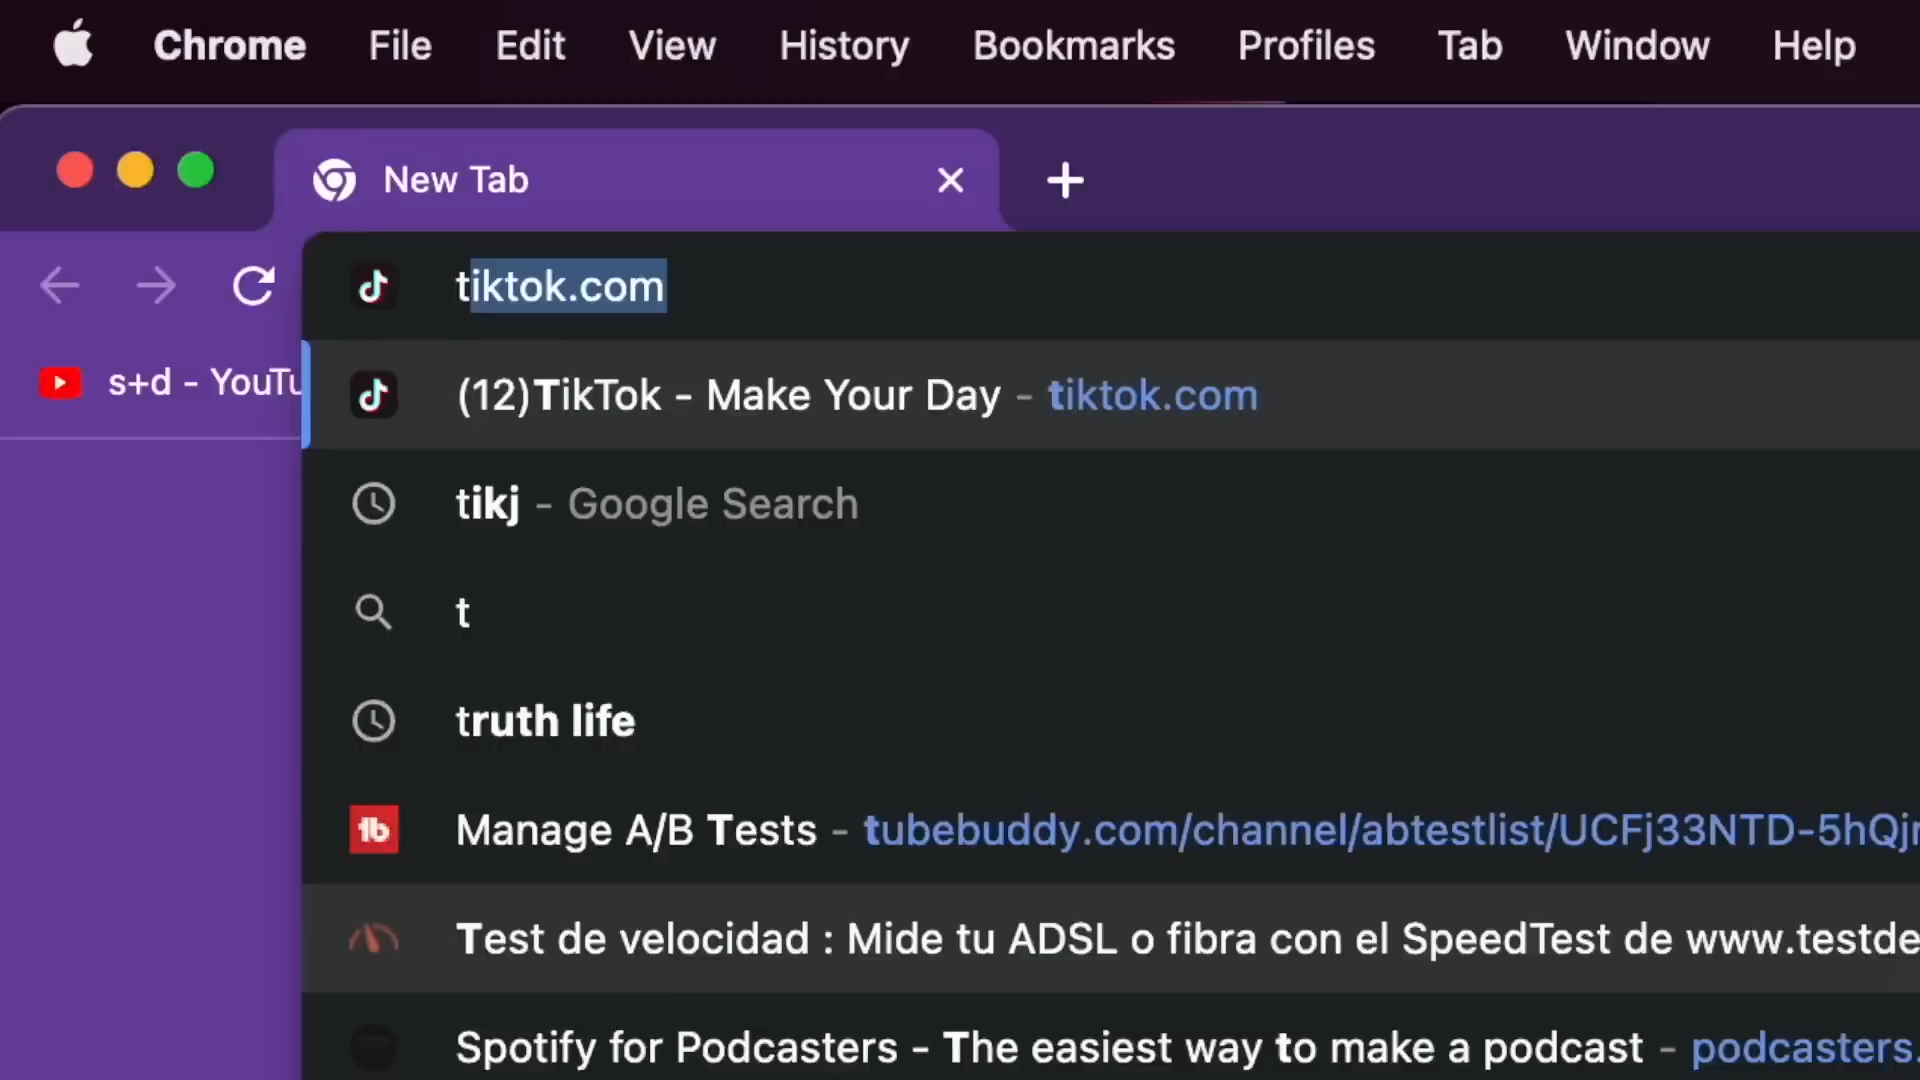 Chrome File Edit View History Bookmarks Profiles Tab Window Help
New Tab
tiktok.com
s+d - YouTu
(12)TikTok - Make Your Day - tiktok.com
tikj - Google Search
t
truth life
Manage A/B Tests - tubebuddy.com/channel/abtestlist/UCFj33NTD-5hQj
Test de velocidad : Mide tu ADSL o fibra con el SpeedTest de www.testde
Spotify for Podcasters - The easiest way to make a podcast - podcasters.